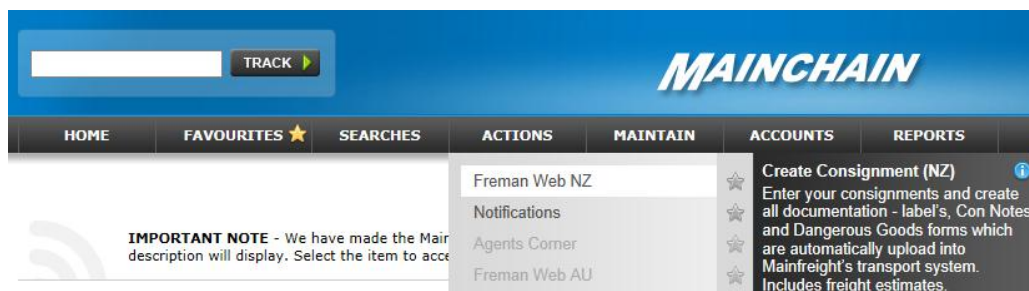 TRACK
MAINCHAIN
HOME FAVOURITES SEARCHES ACTIONS MAINTAIN ACCOUNTS REPORTS
Freman Web NZ
Notifications
Agents Corner
Freman Web AU
Create Consignment (NZ)
Enter your consignments and create
all documentation - label's, Con Notes
and Dangerous Goods forms which
are automatically upload into
Mainfreight's transport system.
Includes freight estimates.
IMPORTANT NOTE - We have made the Mair
description will display. Select the item to acce